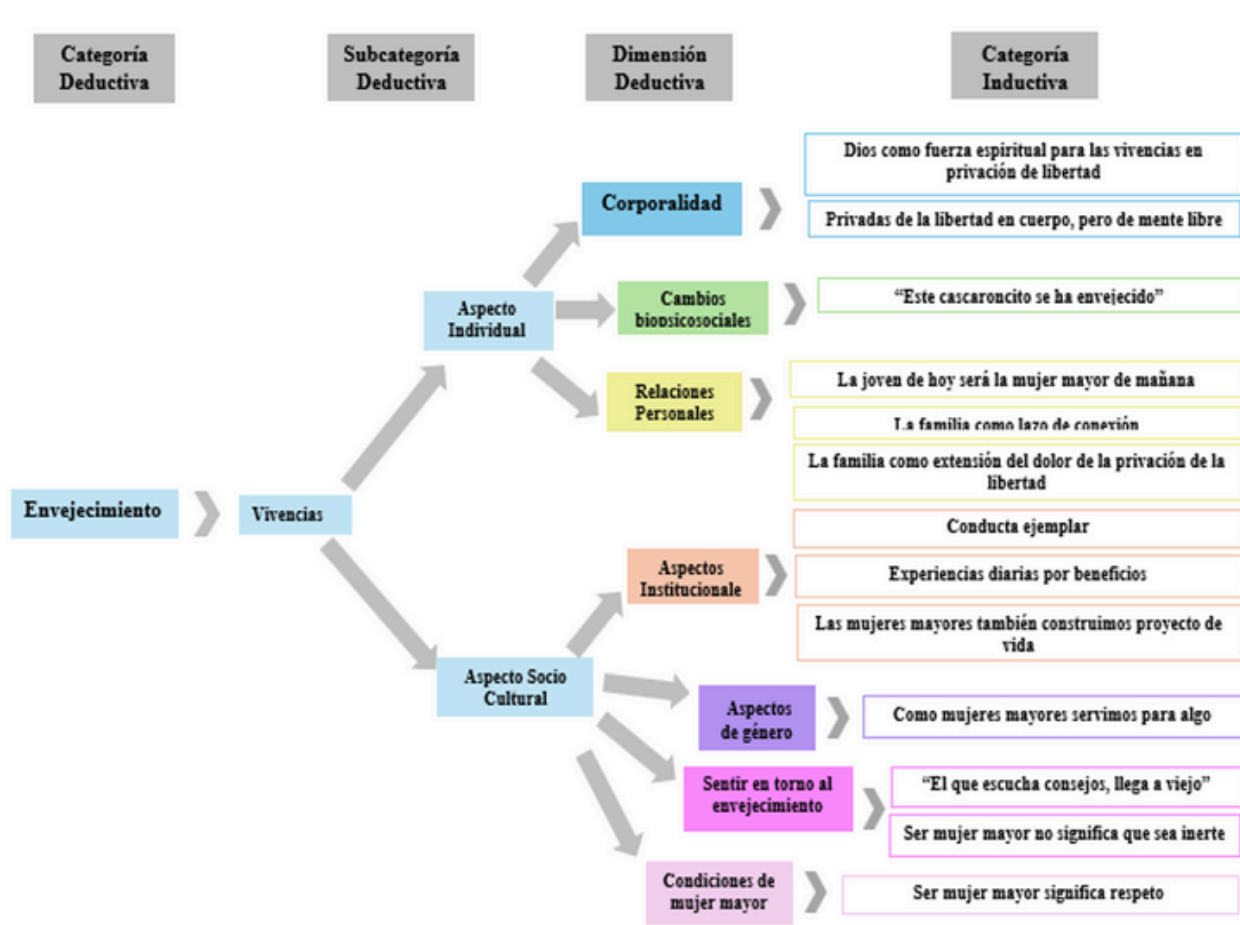 Categoría
Deductiva
Subcategoría
Deductiva
Dimensión
Deductiva
Categoría
Inductiva
Dios como fuerza espiritual para las vivencias en
privación de libertad
Corporalidad
Privadas de la libertad en cuerpo, pero de mente libre
Aspecto
Individual
Cambios
biopsicosociales
“Este cascaroncito se ha envejecido”
Relaciones
Personales
La joven de hoy será la mujer mayor de mañana
La familia como lazo de conexión
La familia como extensión del dolor de la privación de la
libertad
Envejecimiento
Vivencias
Aspectos
Institucionale
Conducta ejemplar
Experiencias diarias por beneficios
Las mujeres mayores también construimos proyecto de
vida
Aspecto Socio
Cultural
Aspectos
de género
Como mujeres mayores servimos para algo
Sentir en torno al
envejecimiento
“El que escucha consejos, llega a viejo”
Ser mujer mayor no significa que sea inerte
Condiciones de
mujer mayor
Ser mujer mayor significa respeto